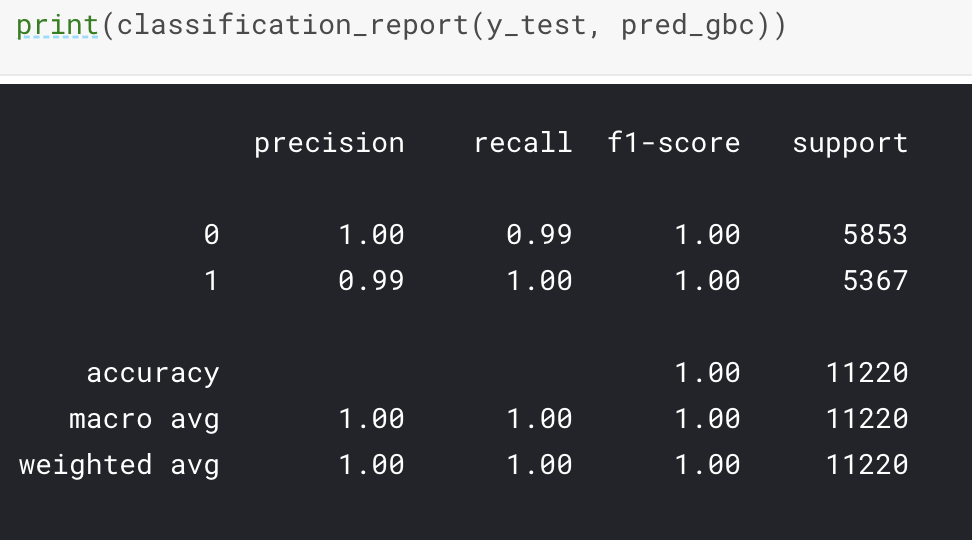 print(classification_report(y_test, pred_gbc))
precision recall f1-score support
0 1.00 0.99 1.00 5853
1 0.99 1.00 1.00 5367
accuracy 1.00 11220
macro avg 1.00 1.00 1.00 11220
weighted avg 1.00 1.00 1.00 11220